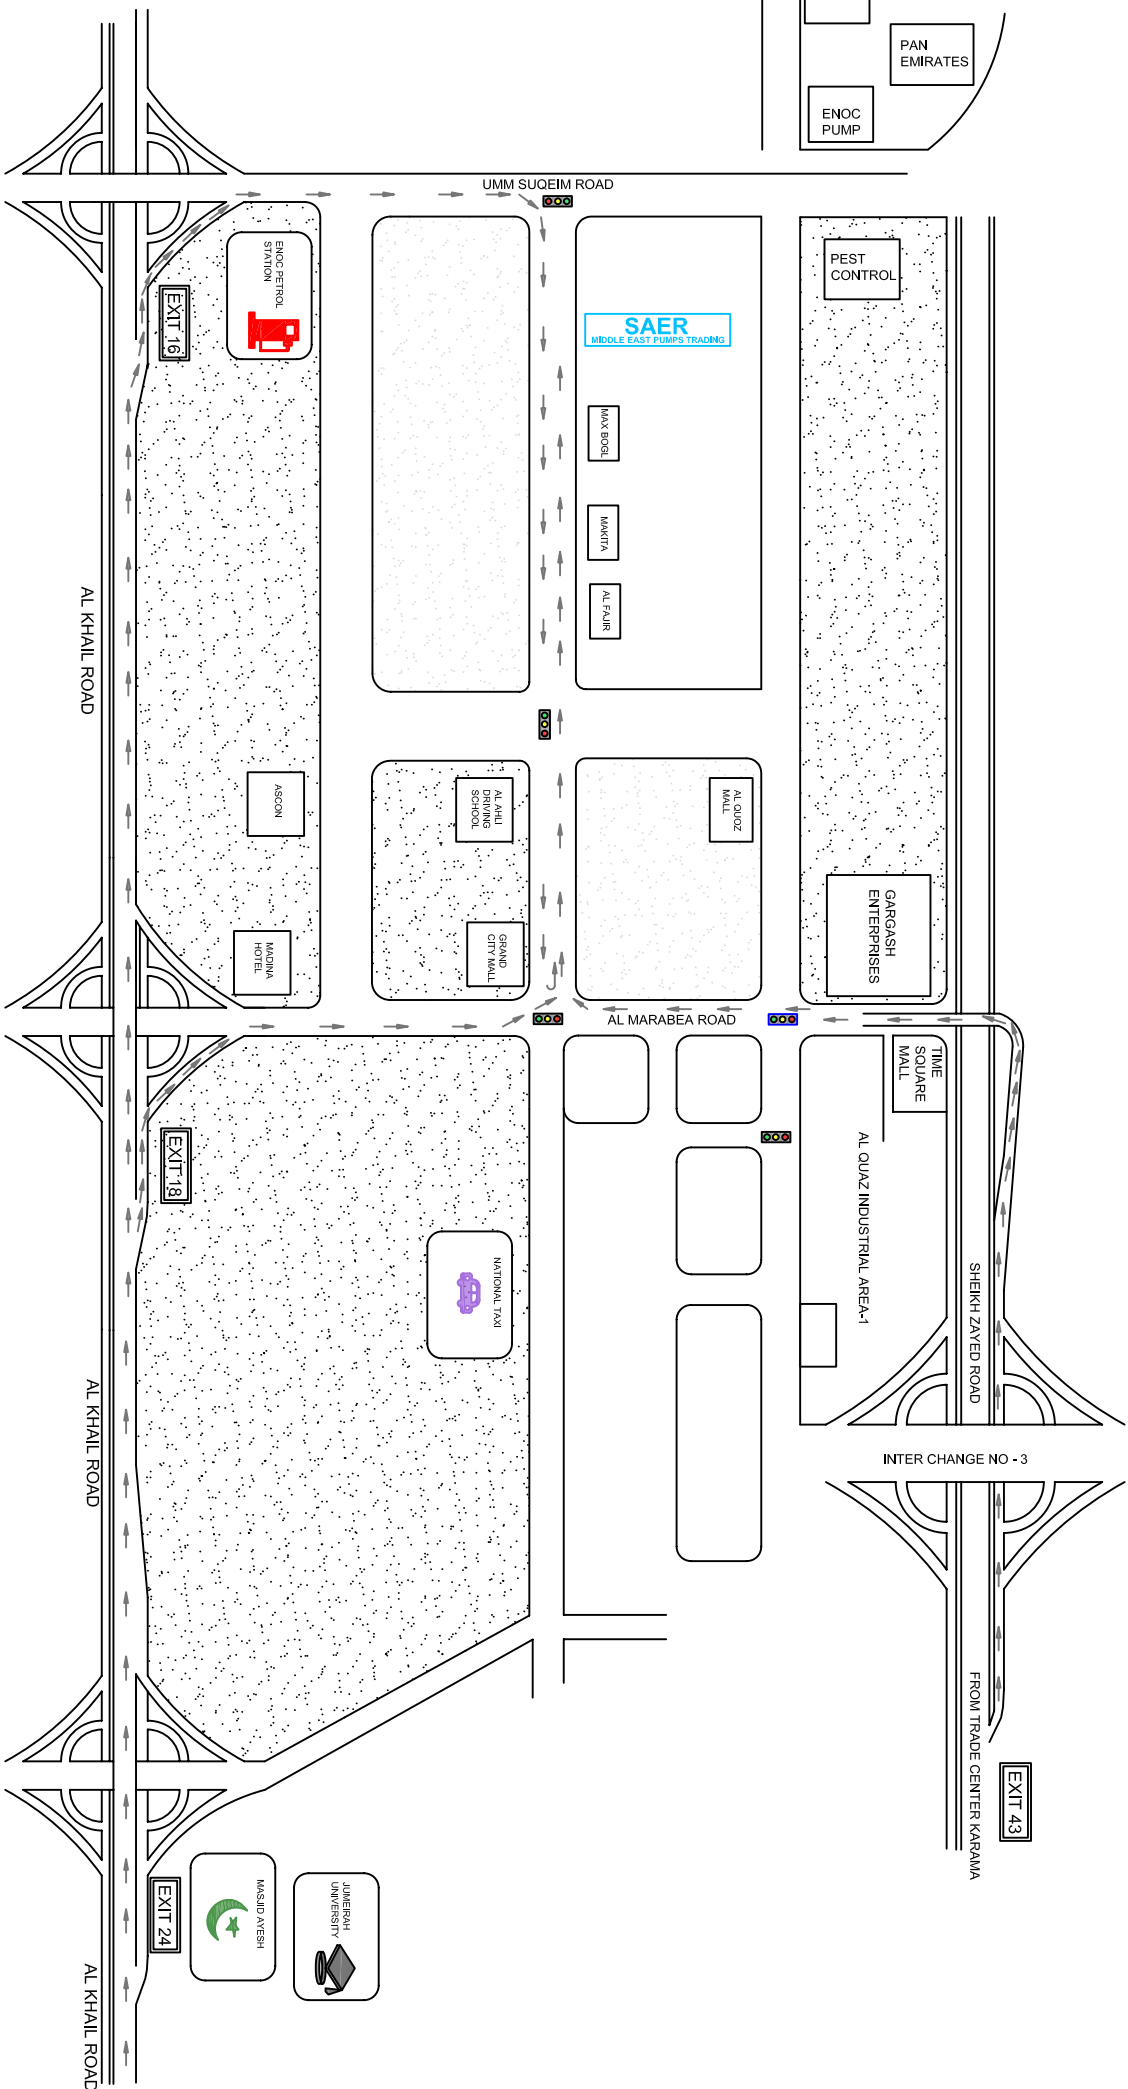 PAN
EMIRATES
ENOC
PUMP
UMM SUQEIM ROAD
ENOC PETROL
STATION
PEST
CONTROL
EXIT 16
SAER
MIDDLE EAST PUMPS TRADING
MAX BOGL
MAKITA
AL FAJIR
AL KHAIL ROAD
ASCON
AL AHLI
DRIVING
SCHOOL
AL QUOZ
MALL
GARGASH
ENTERPRISES
MADINA
HOTEL
GRAND
CITY MALL
AL MARABEA ROAD
TIME
SQUARE
MALL
EXIT 18
AL QUAZ INDUSTRIAL AREA-1
NATIONAL TAXI
SHEIKH ZAYED ROAD
AL KHAIL ROAD
INTER CHANGE NO - 3
FROM TRADE CENTER KARAMA
EXIT 43
EXIT 24
MASJID AYESH
JUMEIRAH
UNIVERSITY
AL KHAIL ROAD